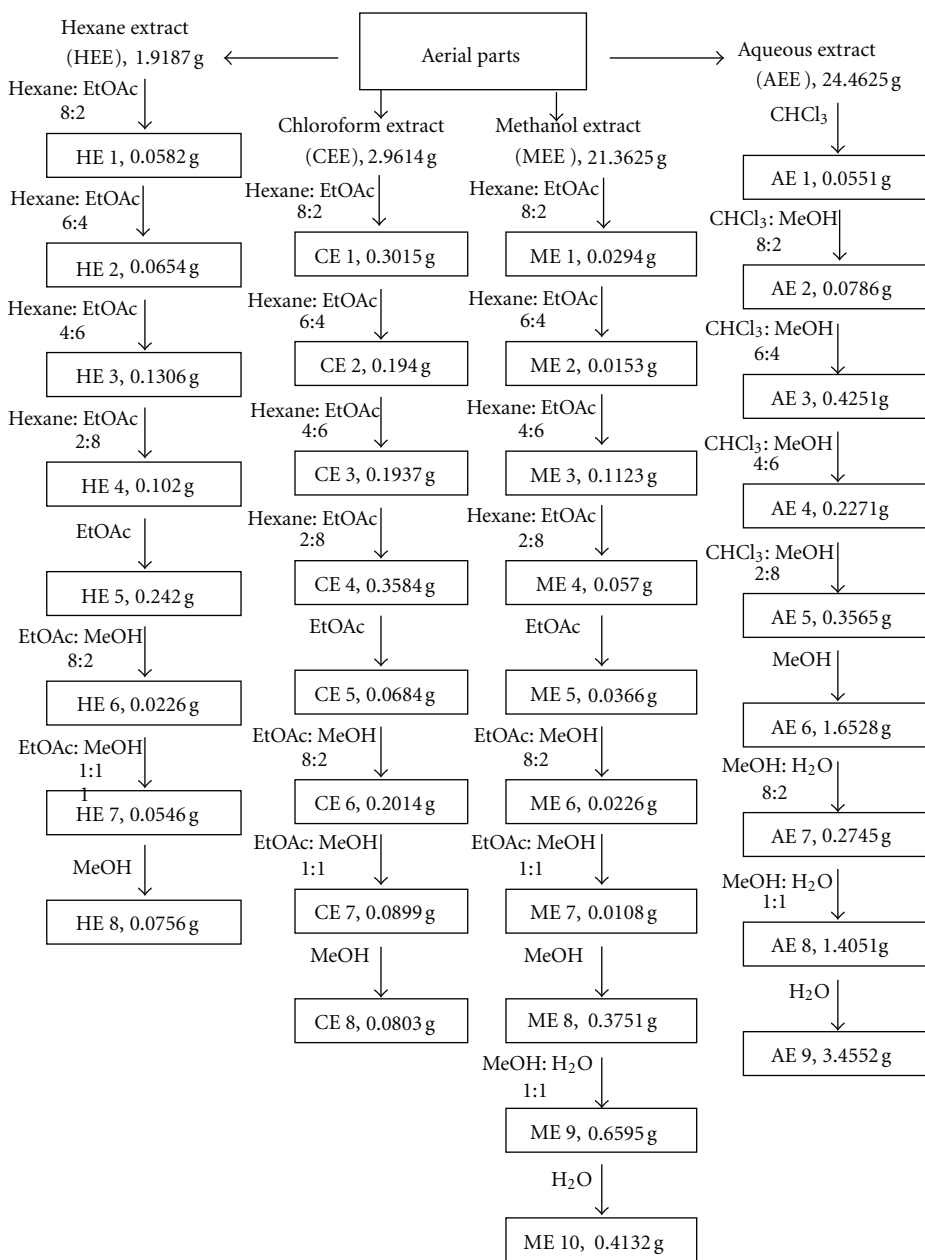 Aerial parts
Hexane extract
(HEE), 1.9187 g
Hexane: EtOAc
8:2
HE 1, 0.0582 g
Hexane: EtOAc
6:4
HE 2, 0.0654 g
Hexane: EtOAc
4:6
HE 3, 0.1306 g
Hexane: EtOAc
2:8
HE 4, 0.102 g
EtOAc
HE 5, 0.242 g
EtOAc: MeOH
8:2
HE 6, 0.0226 g
EtOAc: MeOH
1:1
1
HE 7, 0.0546 g
MeOH
HE 8, 0.0756 g
Chloroform extract
(CEE), 2.9614 g
Hexane: EtOAc
8:2
CE 1, 0.3015 g
Hexane: EtOAc
6:4
CE 2, 0.194 g
Hexane: EtOAc
4:6
CE 3, 0.1937 g
Hexane: EtOAc
2:8
CE 4, 0.3584 g
EtOAc
CE 5, 0.0684 g
EtOAc: MeOH
8:2
CE 6, 0.2014 g
EtOAc: MeOH
1:1
CE 7, 0.0899 g
MeOH
CE 8, 0.0803 g
Methanol extract
(MEE ), 21.3625 g
Hexane: EtOAc
8:2
ME 1, 0.0294 g
Hexane: EtOAc
6:4
ME 2, 0.0153 g
Hexane: EtOAc
4:6
ME 3, 0.1123 g
Hexane: EtOAc
2:8
ME 4, 0.057 g
EtOAc
ME 5, 0.0366 g
EtOAc: MeOH
8:2
ME 6, 0.0226 g
EtOAc: MeOH
1:1
ME 7, 0.0108 g
MeOH
ME 8, 0.3751 g
MeOH: H₂O
1:1
ME 9, 0.6595 g
H₂O
ME 10, 0.4132 g
Aqueous extract
(AEE ), 24.4625 g
CHCl₃
AE 1, 0.0551g
CHCl₃: MeOH
8:2
AE 2, 0.0786g
CHCl₃: MeOH
6:4
AE 3, 0.4251g
CHCl₃: MeOH
4:6
AE 4, 0.2271g
CHCl₃: MeOH
2:8
AE 5, 0.3565g
MeOH
AE 6, 1.6528g
MeOH: H₂O
8:2
AE 7, 0.2745g
MeOH: H₂O
1:1
AE 8, 1.4051g
H₂O
AE 9, 3.4552 g